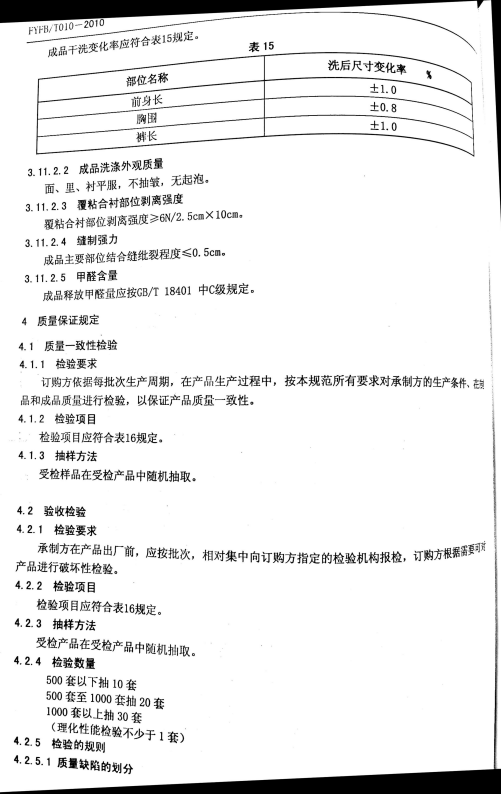 FYFB/T010-2010
成品干洗变化率应符合表15规定。
表 15
部位名称 洗后尺寸变化率 %
前身长 ±1.0
胸围 ±0.8
裤长 ±1.0
3.11.2.2 成品洗涤外观质量
面、里、衬平服，不抽皱，无起泡。
3.11.2.3 覆粘合衬部位剥离强度
覆粘合衬部位剥离强度≥6N/2.5cm×10cm。
3.11.2.4 缝制强力
成品主要部位结合缝纰裂程度≤0.5cm。
3.11.2.5 甲醛含量
成品释放甲醛量应按GB/T 18401 中C级规定。
4 质量保证规定
4.1 质量一致性检验
4.1.1 检验要求
订购方依据每批次生产周期，在产品生产过程中，按本规范所有要求对承制方的生产条件、在制
品和成品质量进行检验，以保证产品质量一致性。
4.1.2 检验项目
检验项目应符合表16规定。
4.1.3 抽样方法
受检样品在受检产品中随机抽取。
4.2 验收检验
4.2.1 检验要求
承制方在产品出厂前，应按批次，相对集中向订购方指定的检验机构报检，订购方根据需要可对
产品进行破坏性检验。
4.2.2 检验项目
检验项目应符合表16规定。
4.2.3 抽样方法
受检产品在受检产品中随机抽取。
4.2.4 检验数量
500 套以下抽 10 套
500 套至 1000 套抽 20 套
1000 套以上抽 30 套
（理化性能检验不少于 1 套）
4.2.5 检验的规则
4.2.5.1 质量缺陷的划分